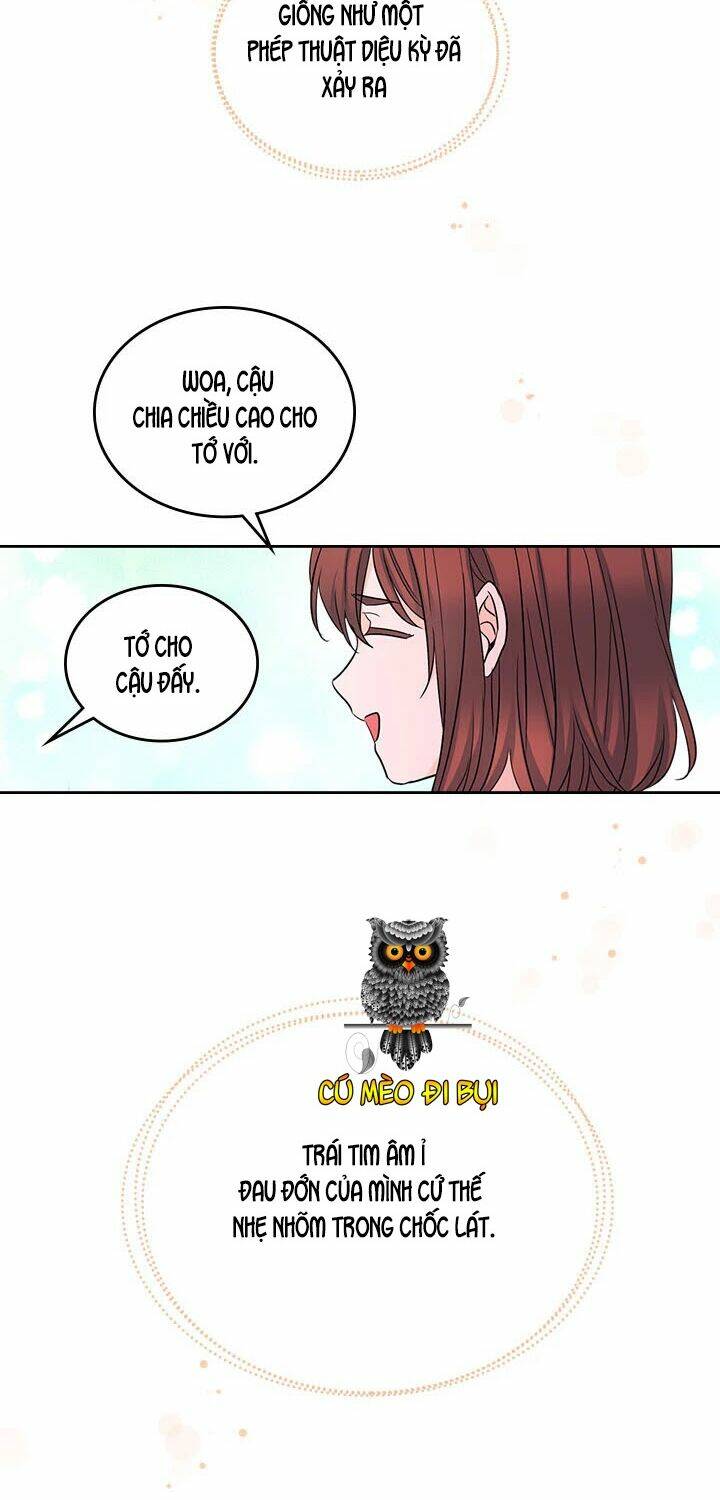 GIỐNG NHƯ MỘT
PHÉP THUẬT DIỆU KỲ ĐÃ
XẢY RA
WOA, CẬU
CHIA CHIỀU CAO CHO
TỚ VỚI.
TỚ CHO
CẬU ĐẤY.
CÚ MÈO ĐI BỤI
TRÁI TIM ÂM Ỉ
ĐAU ĐỚN CỦA MÌNH CỨ THẾ
NHẸ NHÕM TRONG CHỐC LÁT.